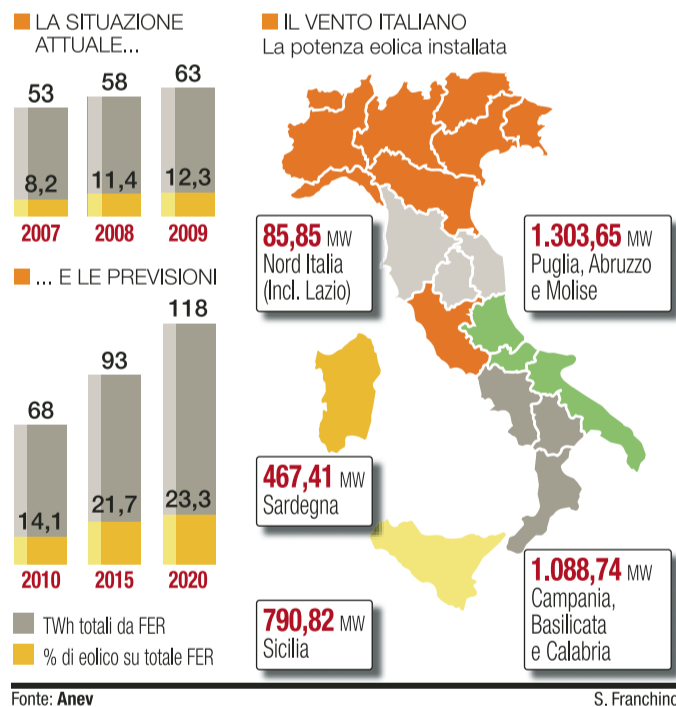 LA SITUAZIONE
ATTUALE...
53
58
63
8,2
11,4
12,3
2007
2008
2009
... E LE PREVISIONI
68
93
118
14,1
21,7
23,3
2010
2015
2020
TWh totali da FER
% di eolico su totale FER
IL VENTO ITALIANO
La potenza eolica installata
85,85 MW
Nord Italia
(Incl. Lazio)
1.303,65 MW
Puglia, Abruzzo
e Molise
467,41 MW
Sardegna
790,82 MW
Sicilia
1.088,74 MW
Campania,
Basilicata
e Calabria
Fonte: Anev
S. Franchino